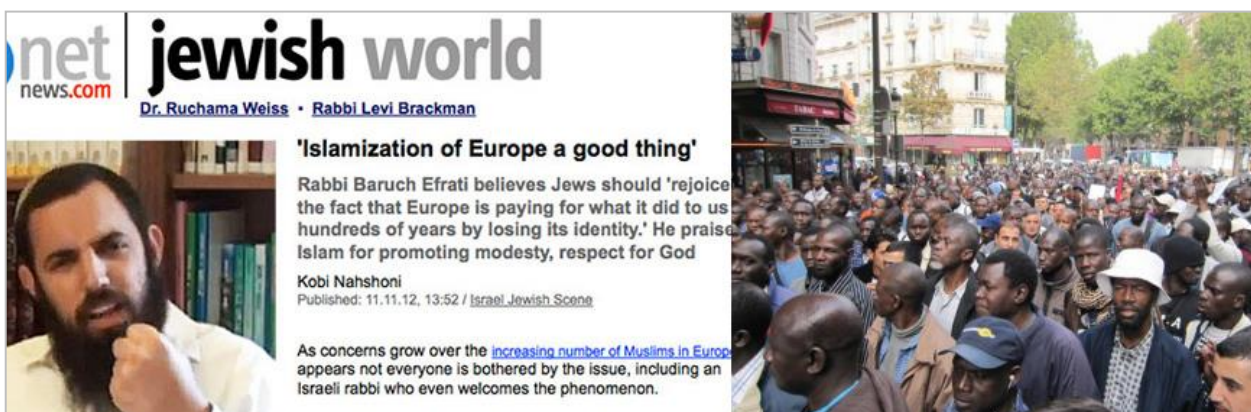 net
news.com
jewish world
Dr. Ruchama Weiss • Rabbi Levi Brackman
'Islamization of Europe a good thing'
Rabbi Baruch Efrati believes Jews should 'rejoice
the fact that Europe is paying for what it did to us
hundreds of years by losing its identity.' He praise
Islam for promoting modesty, respect for God
Kobi Nahshoni
Published: 11.11.12, 13:52 / Israel Jewish Scene
As concerns grow over the increasing number of Muslims in Europ
appears not everyone is bothered by the issue, including an
Israeli rabbi who even welcomes the phenomenon.
TABAC